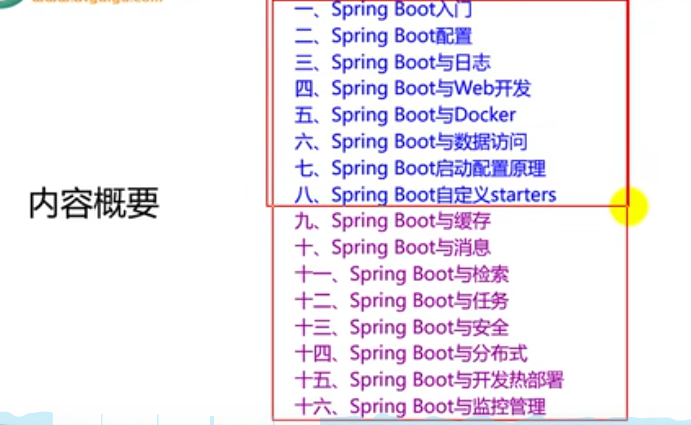 一、Spring Boot入门
二、Spring Boot配置
三、Spring Boot与日志
四、Spring Boot与Web开发
五、Spring Boot与Docker
六、Spring Boot与数据访问
七、Spring Boot启动配置原理
八、Spring Boot自定义starters
内容概要
九、Spring Boot与缓存
十、Spring Boot与消息
十一、Spring Boot与检索
十二、Spring Boot与任务
十三、Spring Boot与安全
十四、Spring Boot与分布式
十五、Spring Boot与开发热部署
十六、Spring Boot与监控管理